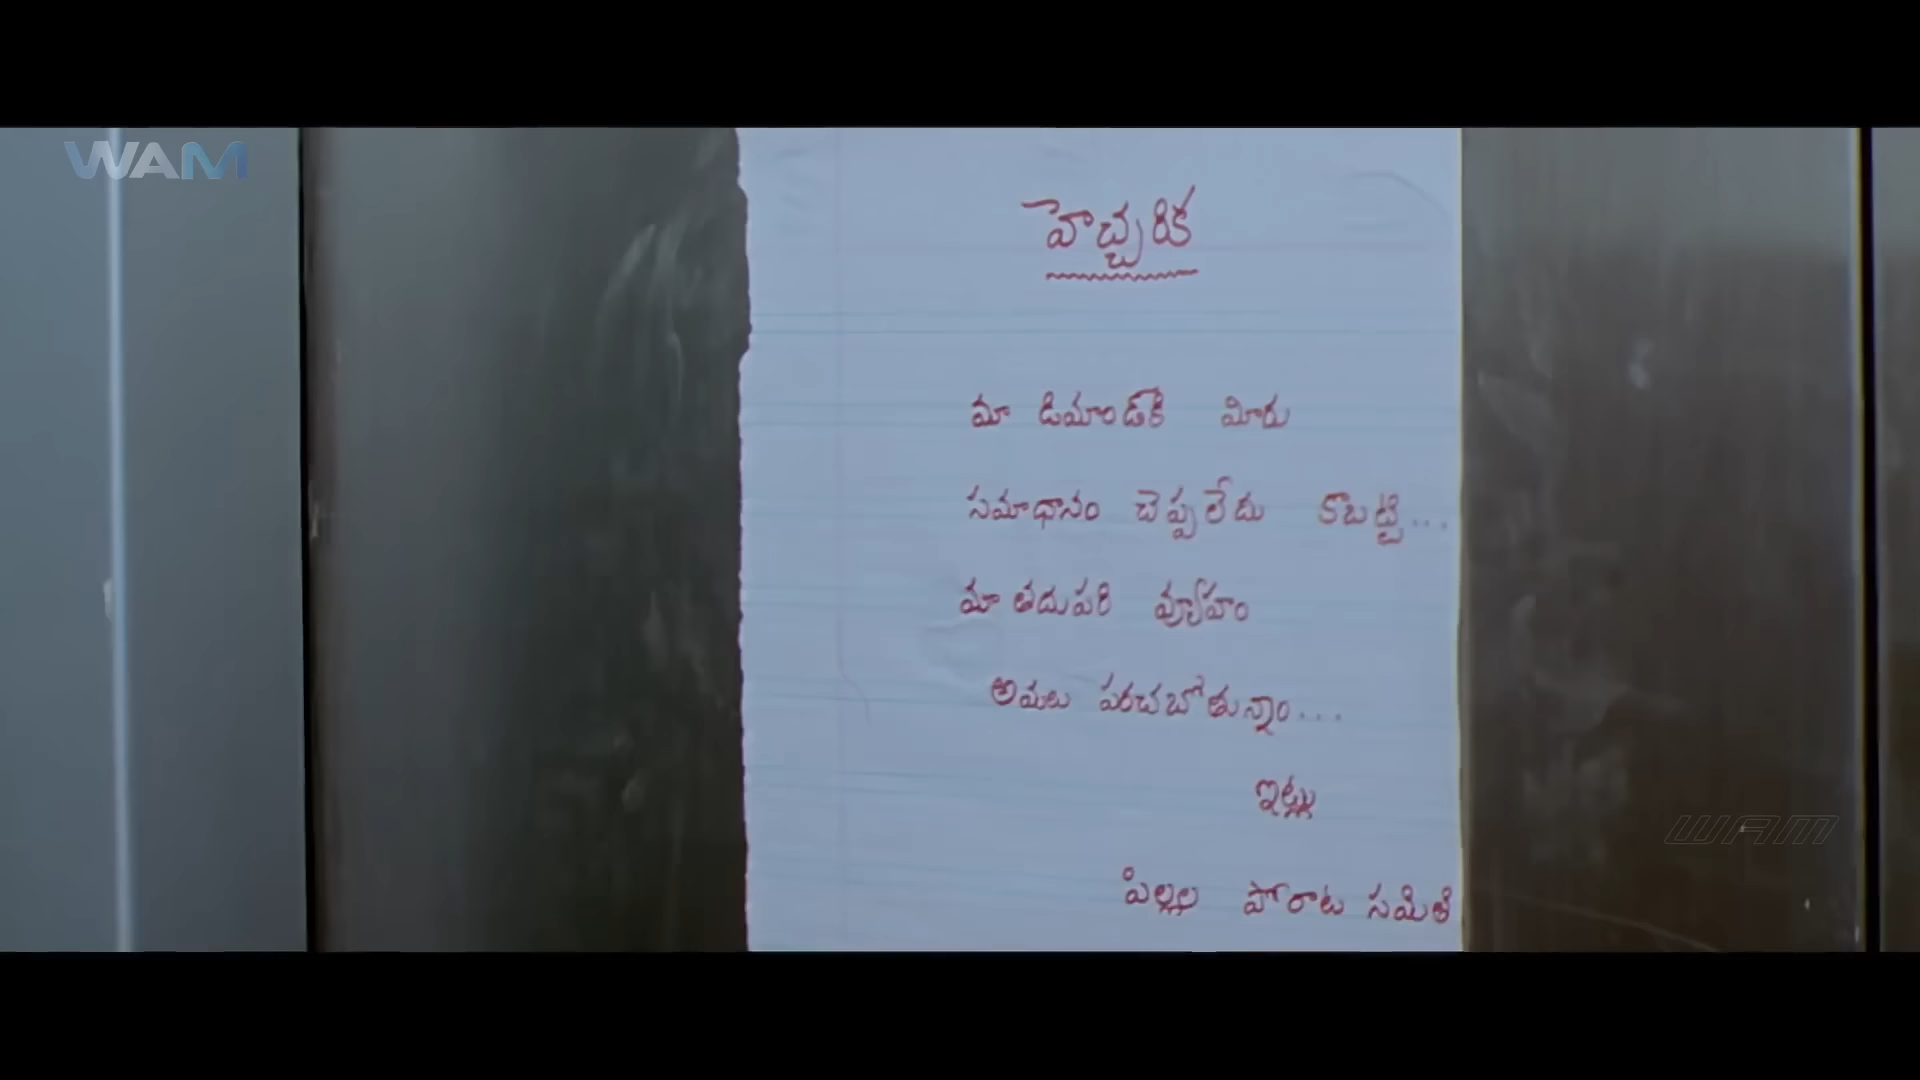 WAM
హెచ్చరిక
మా డిమాండ్‌కి మీరు
సమాధానం చెప్పలేదు కాబట్టి...
మా తదుపరి వ్యూహం
అమలు పరచబోతున్నాం...
ఇట్లు
WAM
పిల్లల పోరాట సమితి